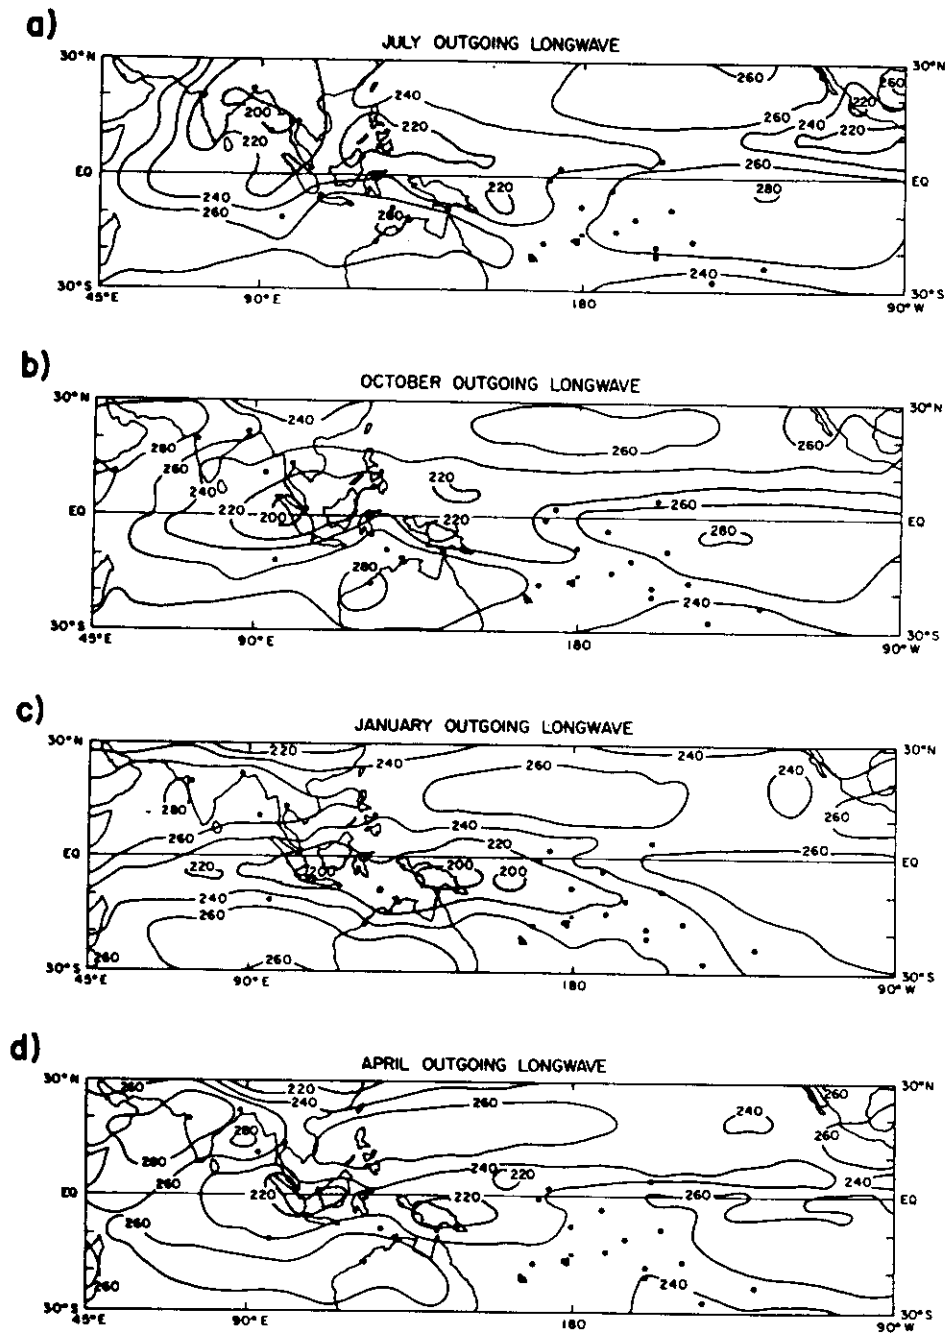 a)
JULY OUTGOING LONGWAVE
30°N
30°N
260
260
240
200
220
260
240
220
220
220
240
220
EQ
260
EQ
240
220
280
260
260
240
30°S
30°S
45°E
90°E
180
90°W
b)
OCTOBER OUTGOING LONGWAVE
30°N
30°N
240
280
260
260
260
240
220
EQ
220
260
EQ
200
220
280
280
240
30°S
30°S
45°E
90°E
180
90°W
c)
JANUARY OUTGOING LONGWAVE
30°N
30°N
220
240
240
260
240
280
260
260
240
EQ
260
EQ
220
200
200
200
240
260
260
260
30°S
30°S
45°E
90°E
180
90°W
d)
APRIL OUTGOING LONGWAVE
30°N
30°N
260
220
260
240
260
240
280
260
280
240
220
240
260
EQ
220
220
260
EQ
260
260
240
30°S
30°S
45°E
90°E
180
90°W